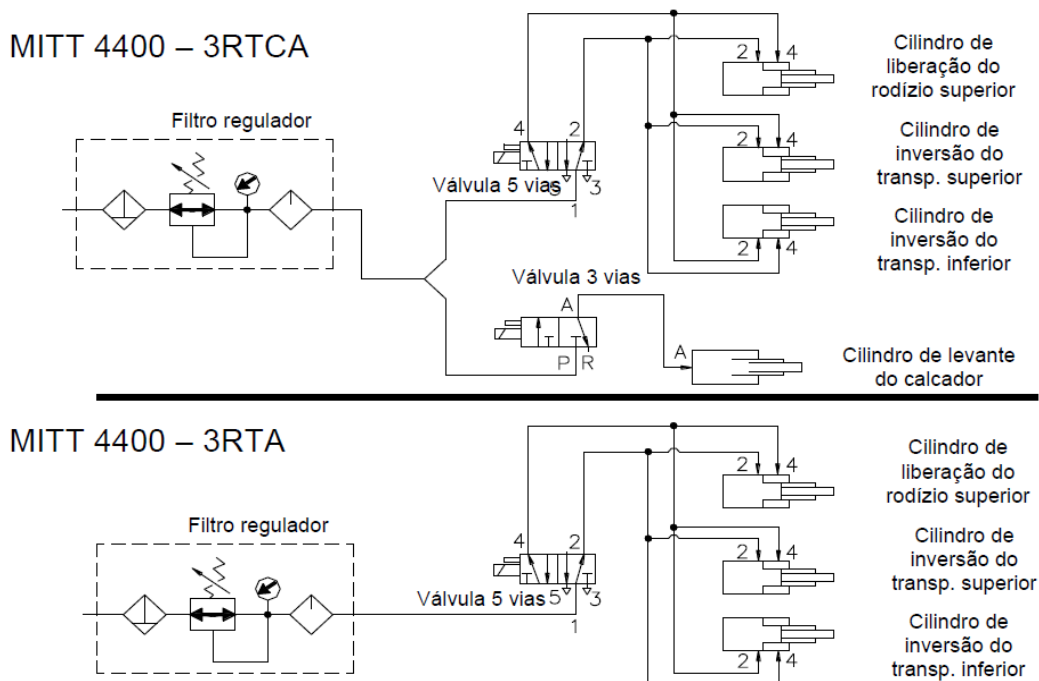 MITT 4400 – 3RTCA
Filtro regulador
4 2
Válvula 5 vias
5 3
1
2 4
Cilindro de
liberação do
rodízio superior
2 4
Cilindro de
inversão do
transp. superior
2 4
Cilindro de
inversão do
transp. inferior
Válvula 3 vias
A
P R
A
Cilindro de levante
do calcador
MITT 4400 – 3RTA
Filtro regulador
4 2
Válvula 5 vias 5 3
1
2 4
Cilindro de
liberação do
rodízio superior
2 4
Cilindro de
inversão do
transp. superior
2 4
Cilindro de
inversão do
transp. inferior